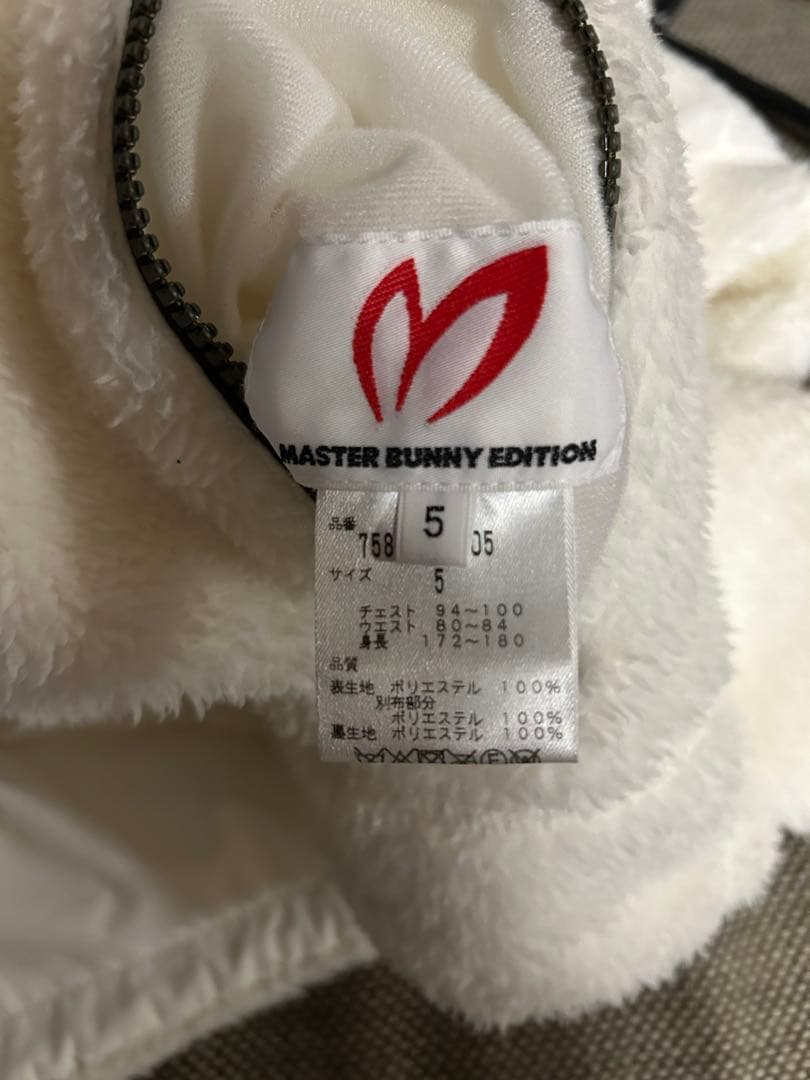 MASTER BUNNY EDITION
5
品番
758 05
サイズ 5
チェスト 94〜100
ウエスト 80〜84
身長 172〜180
品質
表生地 ポリエステル 100%
別布部分
ポリエステル 100%
裏生地 ポリエステル 100%